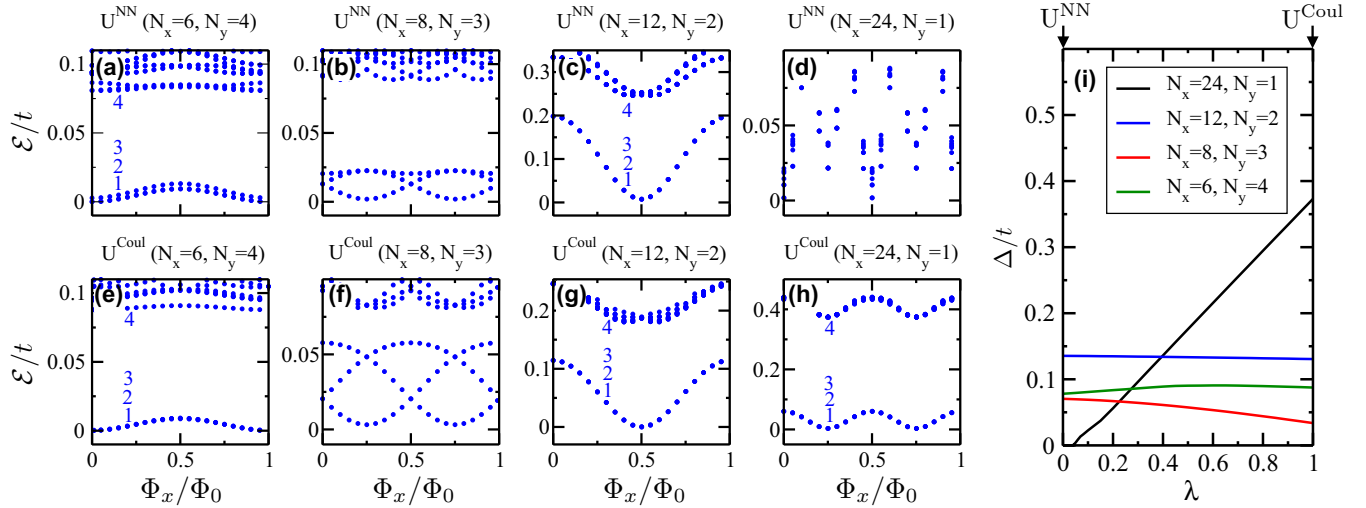 U^NN (N_x=6, N_y=4)
U^NN (N_x=8, N_y=3)
U^NN (N_x=12, N_y=2)
U^NN (N_x=24, N_y=1)
U^NN
U^Coul
(a)
(b)
(c)
(d)
(i)
0.1
0.05
0
0.1
0.05
0
0.3
0.2
0.1
0
0.05
0
4
3
2
1
4
3
2
1
ℰ/t
U^Coul (N_x=6, N_y=4)
U^Coul (N_x=8, N_y=3)
U^Coul (N_x=12, N_y=2)
U^Coul (N_x=24, N_y=1)
(e)
(f)
(g)
(h)
0.1
0.05
0
0.05
0
0.2
0.1
0
0.4
0.2
0
4
3
2
1
4
3
2
1
4
3
2
1
ℰ/t
0 0.5 1
0 0.5 1
0 0.5 1
0 0.5 1
Φ_x/Φ_0
Φ_x/Φ_0
Φ_x/Φ_0
Φ_x/Φ_0
N_x=24, N_y=1
N_x=12, N_y=2
N_x=8, N_y=3
N_x=6, N_y=4
0.5
0.4
0.3
0.2
0.1
0
Δ/t
0 0.2 0.4 0.6 0.8 1
λ